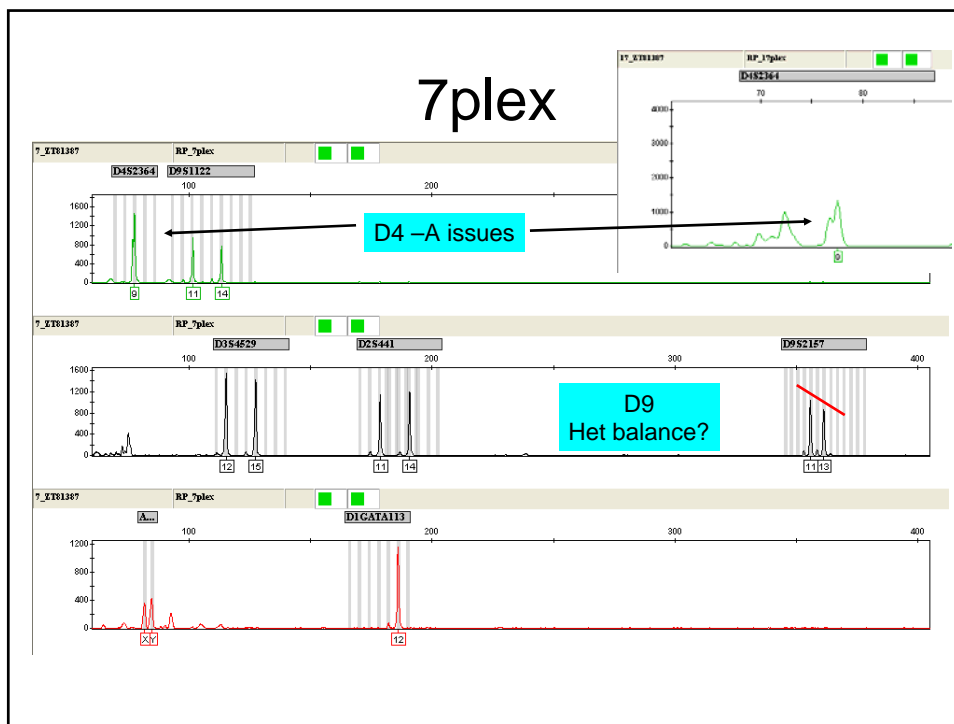 7plex
17_ZT81387 RP_17plex
D4S2364
70 80
4000
3000
2000
1000
0
9
7_ZT81387 RP_7plex
D4S2364 D9S1122
100 200
1600
1200
800
400
0
9 11 14
D4 –A issues
7_ZT81387 RP_7plex
D3S4529 D2S441 D9S2157
100 200 300 400
1600
1200
800
400
0
12 15 11 14 11 13
D9
Het balance?
7_ZT81387 RP_7plex
A... D1GATA113
100 200 300 400
1200
800
400
0
X Y 12